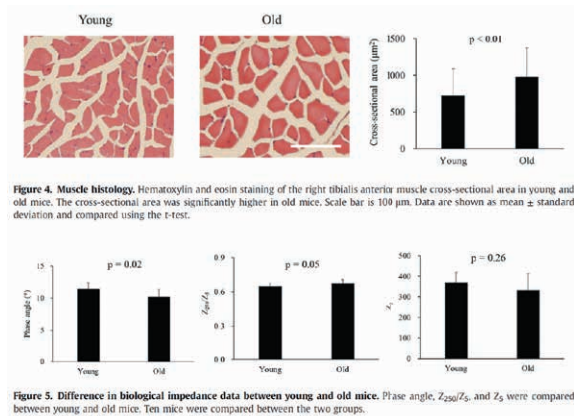 Young
Old
Cross-sectional area (μm²)
1500
1000
500
0
p < 0.01
Young
Old
Figure 4. Muscle histology. Hematoxylin and eosin staining of the right tibialis anterior muscle cross-sectional area in young and
old mice. The cross-sectional area was significantly higher in old mice. Scale bar is 100 μm. Data are shown as mean ± standard
deviation and compared using the t-test.
Phase angle (°)
15
10
5
0
p = 0.02
Young
Old
Z250/Z5
0.9
0.6
0.3
0.0
p = 0.05
Young
Old
Z5
500
400
300
200
100
0
p = 0.26
Young
Old
Figure 5. Difference in biological impedance data between young and old mice. Phase angle, Z250/Z5, and Z5 were compared
between young and old mice. Ten mice were compared between the two groups.